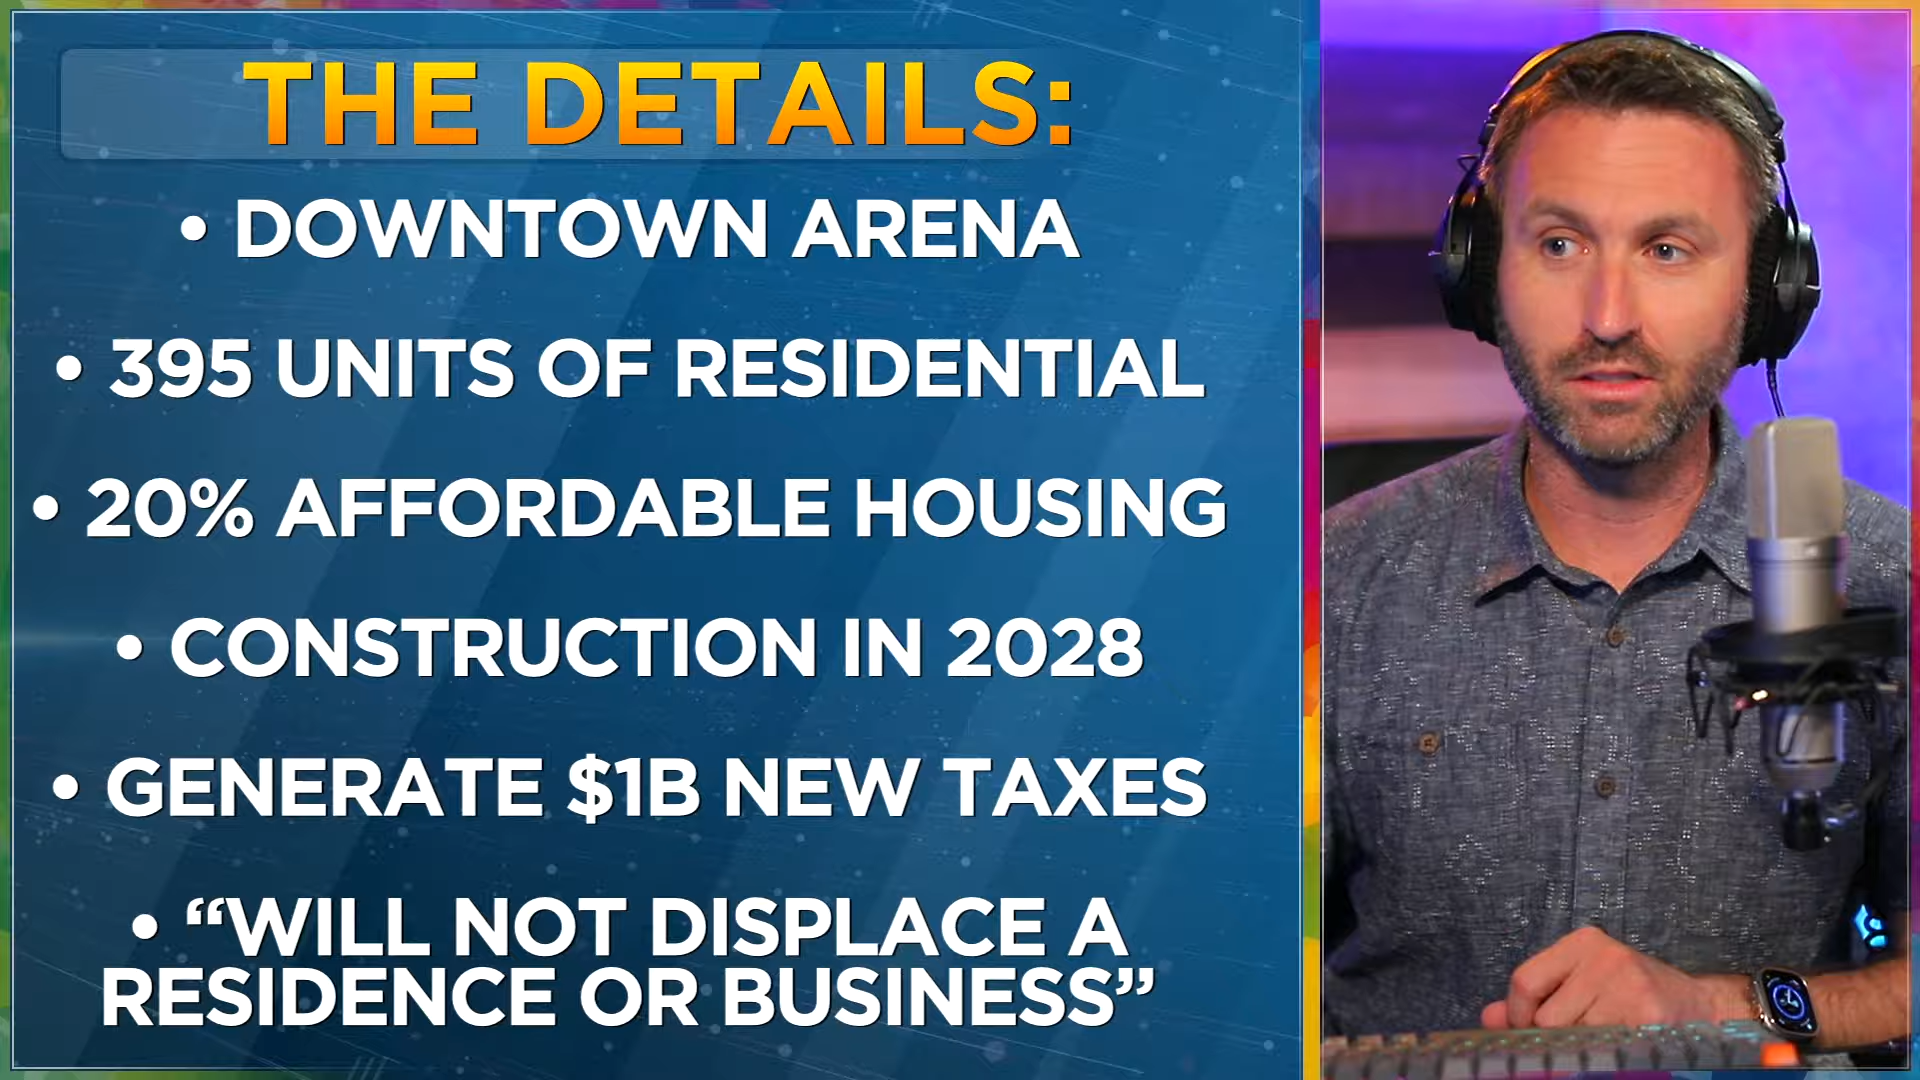 THE DETAILS:
• DOWNTOWN ARENA
• 395 UNITS OF RESIDENTIAL
• 20% AFFORDABLE HOUSING
• CONSTRUCTION IN 2028
• GENERATE $1B NEW TAXES
• “WILL NOT DISPLACE A
RESIDENCE OR BUSINESS”